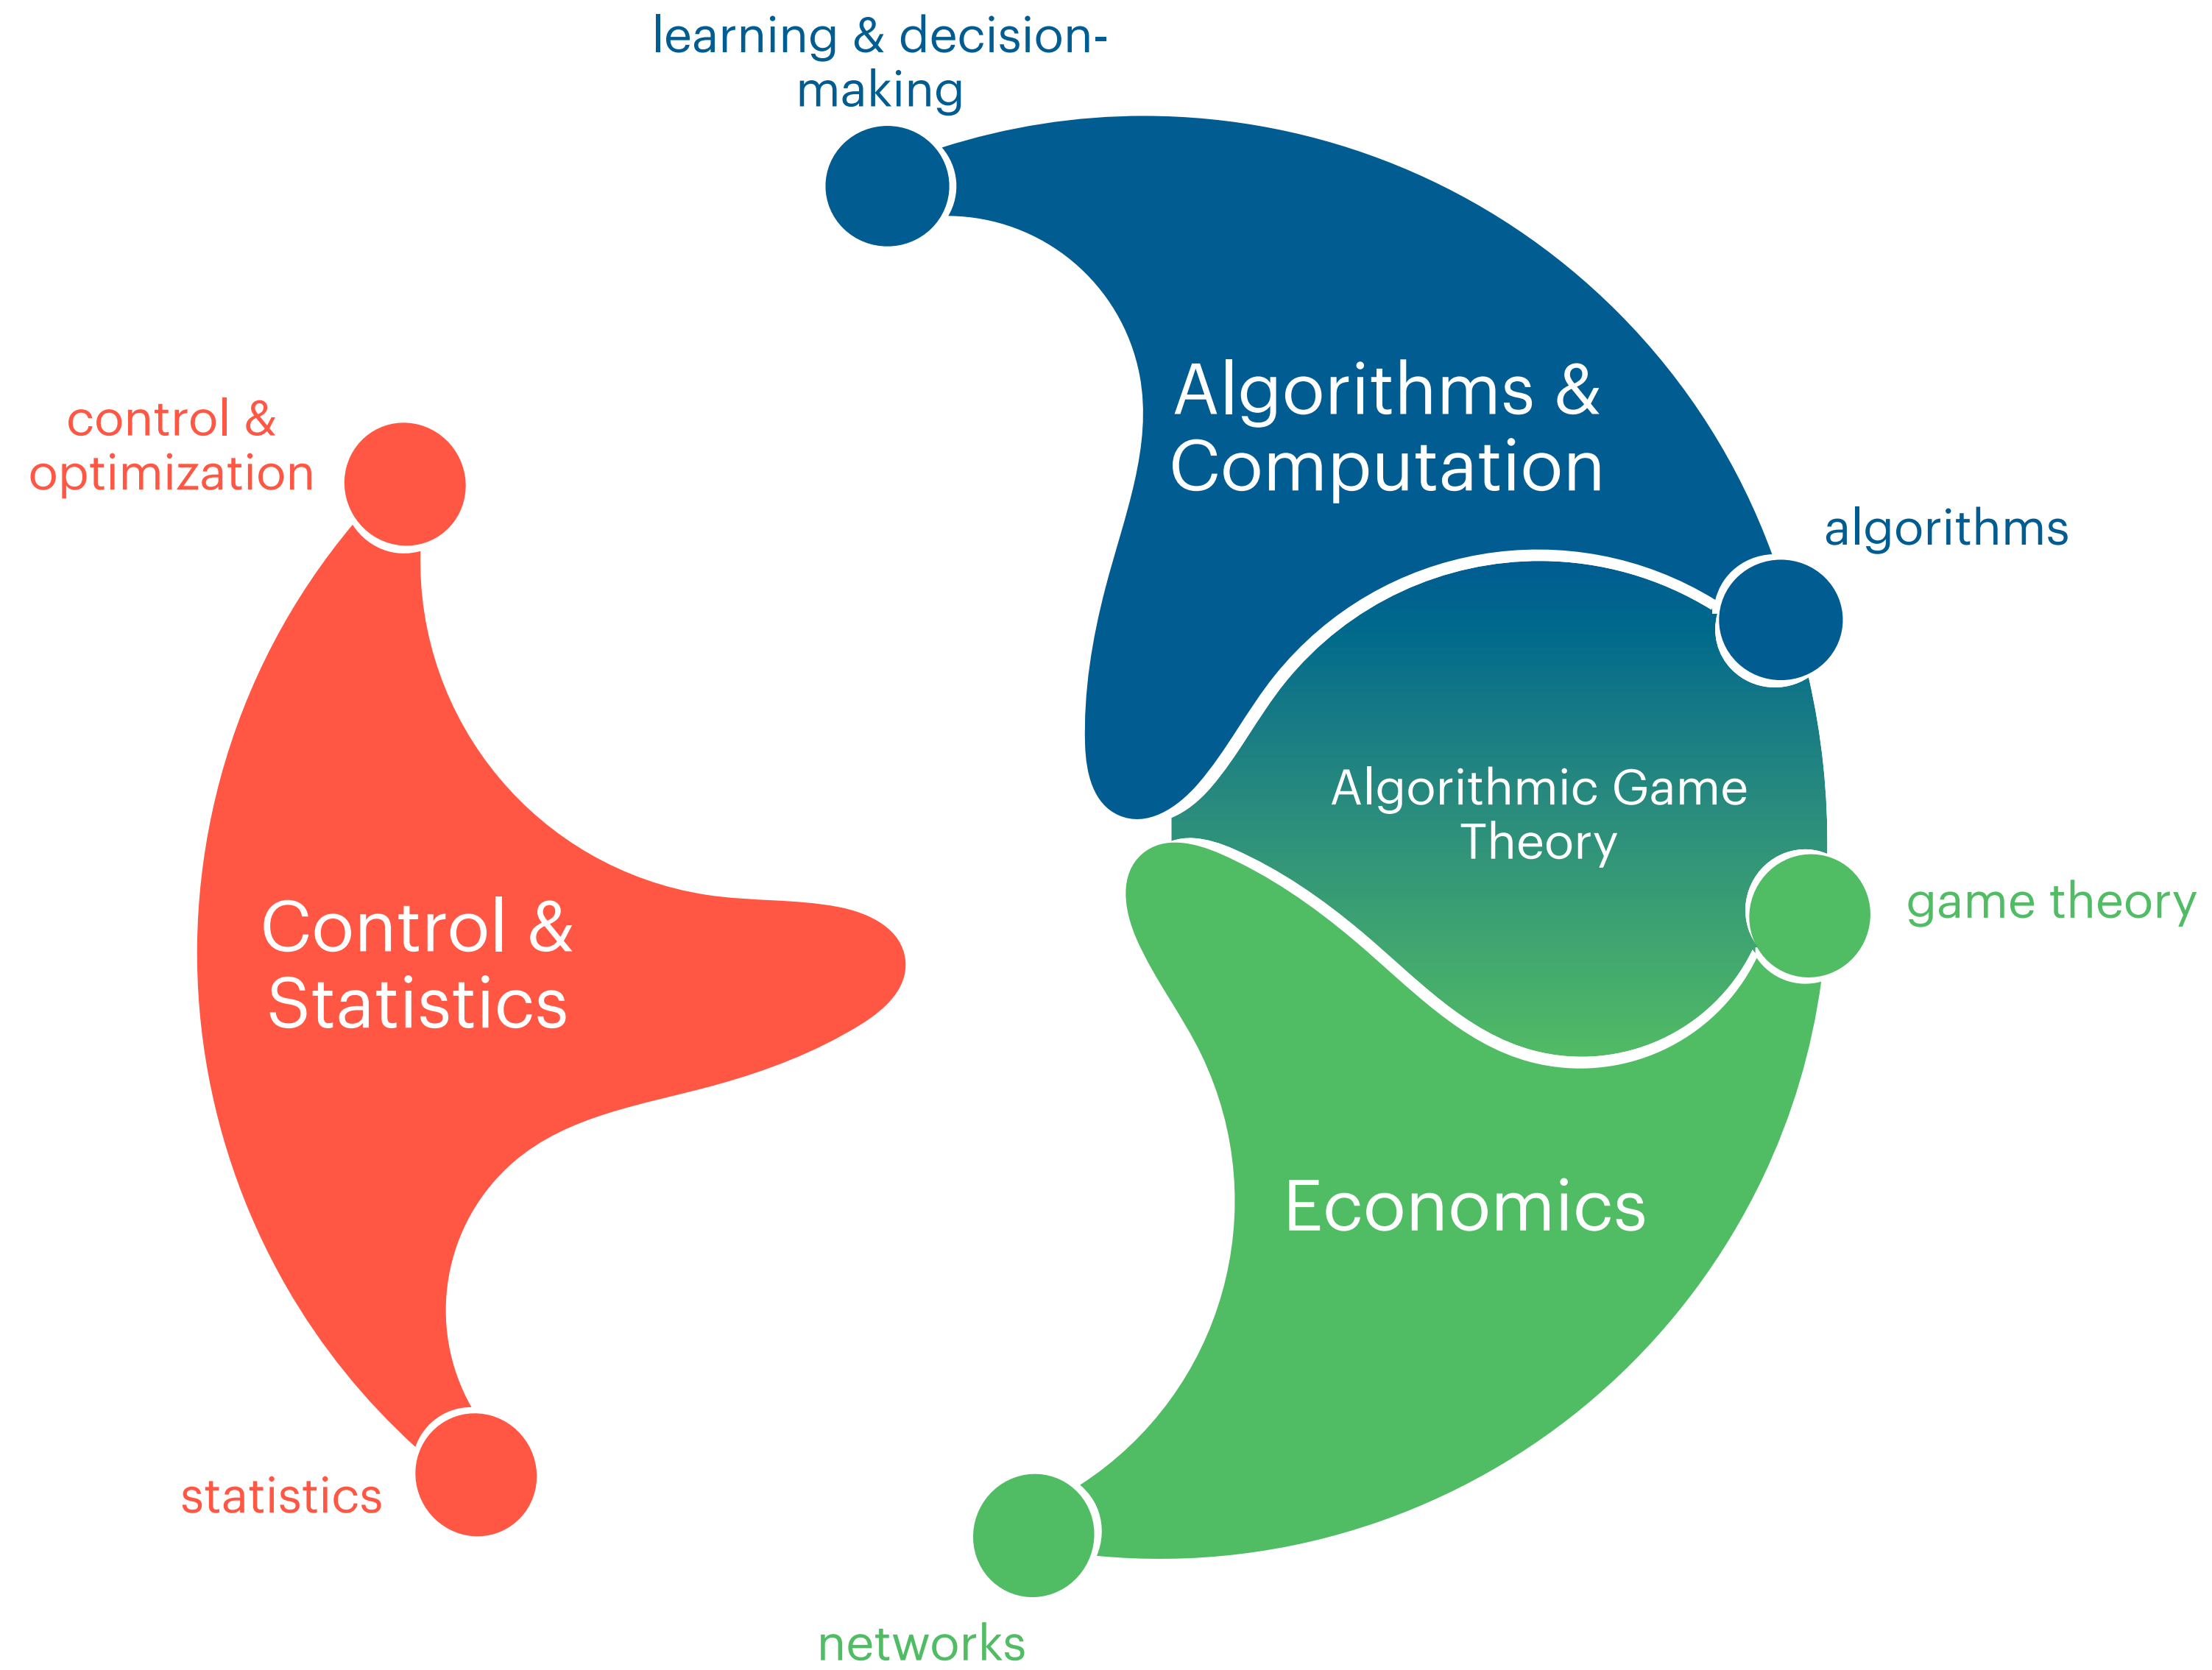 learning & decision-
making
Algorithms &
Computation
control &
optimization
algorithms
Algorithmic Game
Theory
game theory
Control &
Statistics
Economics
statistics
networks